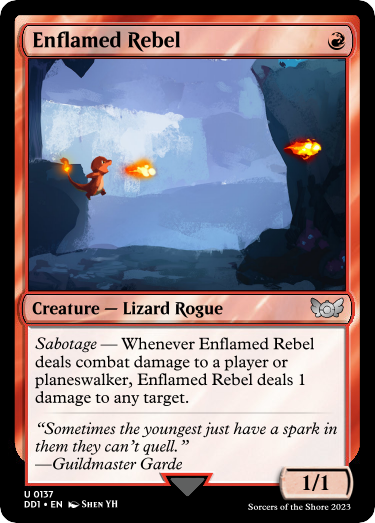 Enflamed Rebel
Creature — Lizard Rogue
Sabotage — Whenever Enflamed Rebel
deals combat damage to a player or
planeswalker, Enflamed Rebel deals 1
damage to any target.
“Sometimes the youngest just have a spark in
them they can't quell.”
—Guildmaster Garde
1/1
U 0137
DD1 • EN Shen YH
Sorcers of the Shore 2023